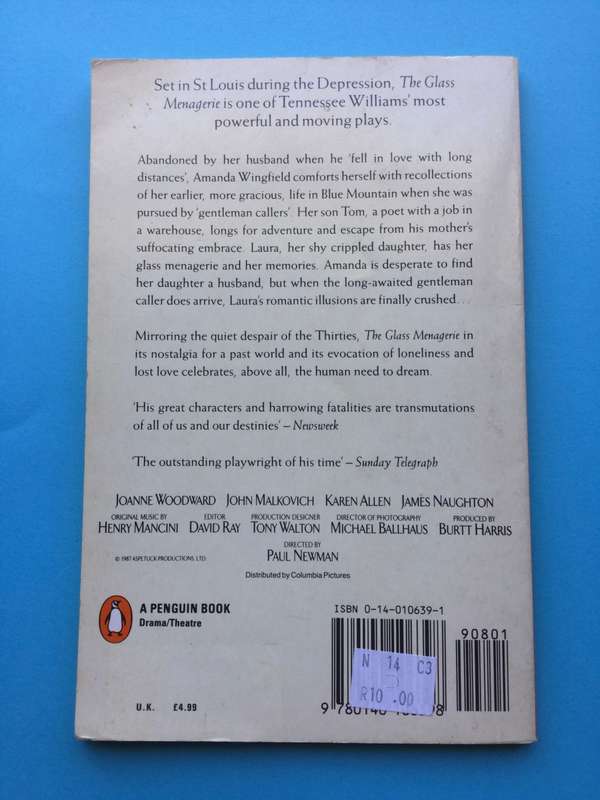 Set in St Louis during the Depression, The Glass
Menagerie is one of Tennessee Williams' most
powerful and moving plays.
Abandoned by her husband when he 'fell in love with long
distances', Amanda Wingfield comforts herself with recollections
of her earlier, more gracious, life in Blue Mountain when she was
pursued by 'gentleman callers'. Her son Tom, a poet with a job in
a warehouse, longs for adventure and escape from his mother's
suffocating embrace. Laura, her shy crippled daughter, has her
glass menagerie and her memories. Amanda is desperate to find
her daughter a husband, but when the long-awaited gentleman
caller does arrive, Laura's romantic illusions are finally crushed...
Mirroring the quiet despair of the Thirties, The Glass Menagerie in
its nostalgia for a past world and its evocation of loneliness and
lost love celebrates, above all, the human need to dream.
'His great characters and harrowing fatalities are transmutations
of all of us and our destinies' – Newsweek
'The outstanding playwright of his time' – Sunday Telegraph
JOANNE WOODWARD JOHN MALKOVICH KAREN ALLEN JAMES NAUGHTON
ORIGINAL MUSIC BY EDITOR PRODUCTION DESIGNER DIRECTOR OF PHOTOGRAPHY PRODUCED BY
HENRY MANCINI DAVID RAY TONY WALTON MICHAEL BALLHAUS BURTT HARRIS
DIRECTED BY
© 1987 ASPETUCK PRODUCTIONS, LTD. PAUL NEWMAN
Distributed by Columbia Pictures
A PENGUIN BOOK
Drama/Theatre
U.K. £4.99
ISBN 0-14-010639-1
90801
N 14 C3
R10.00
9 780140